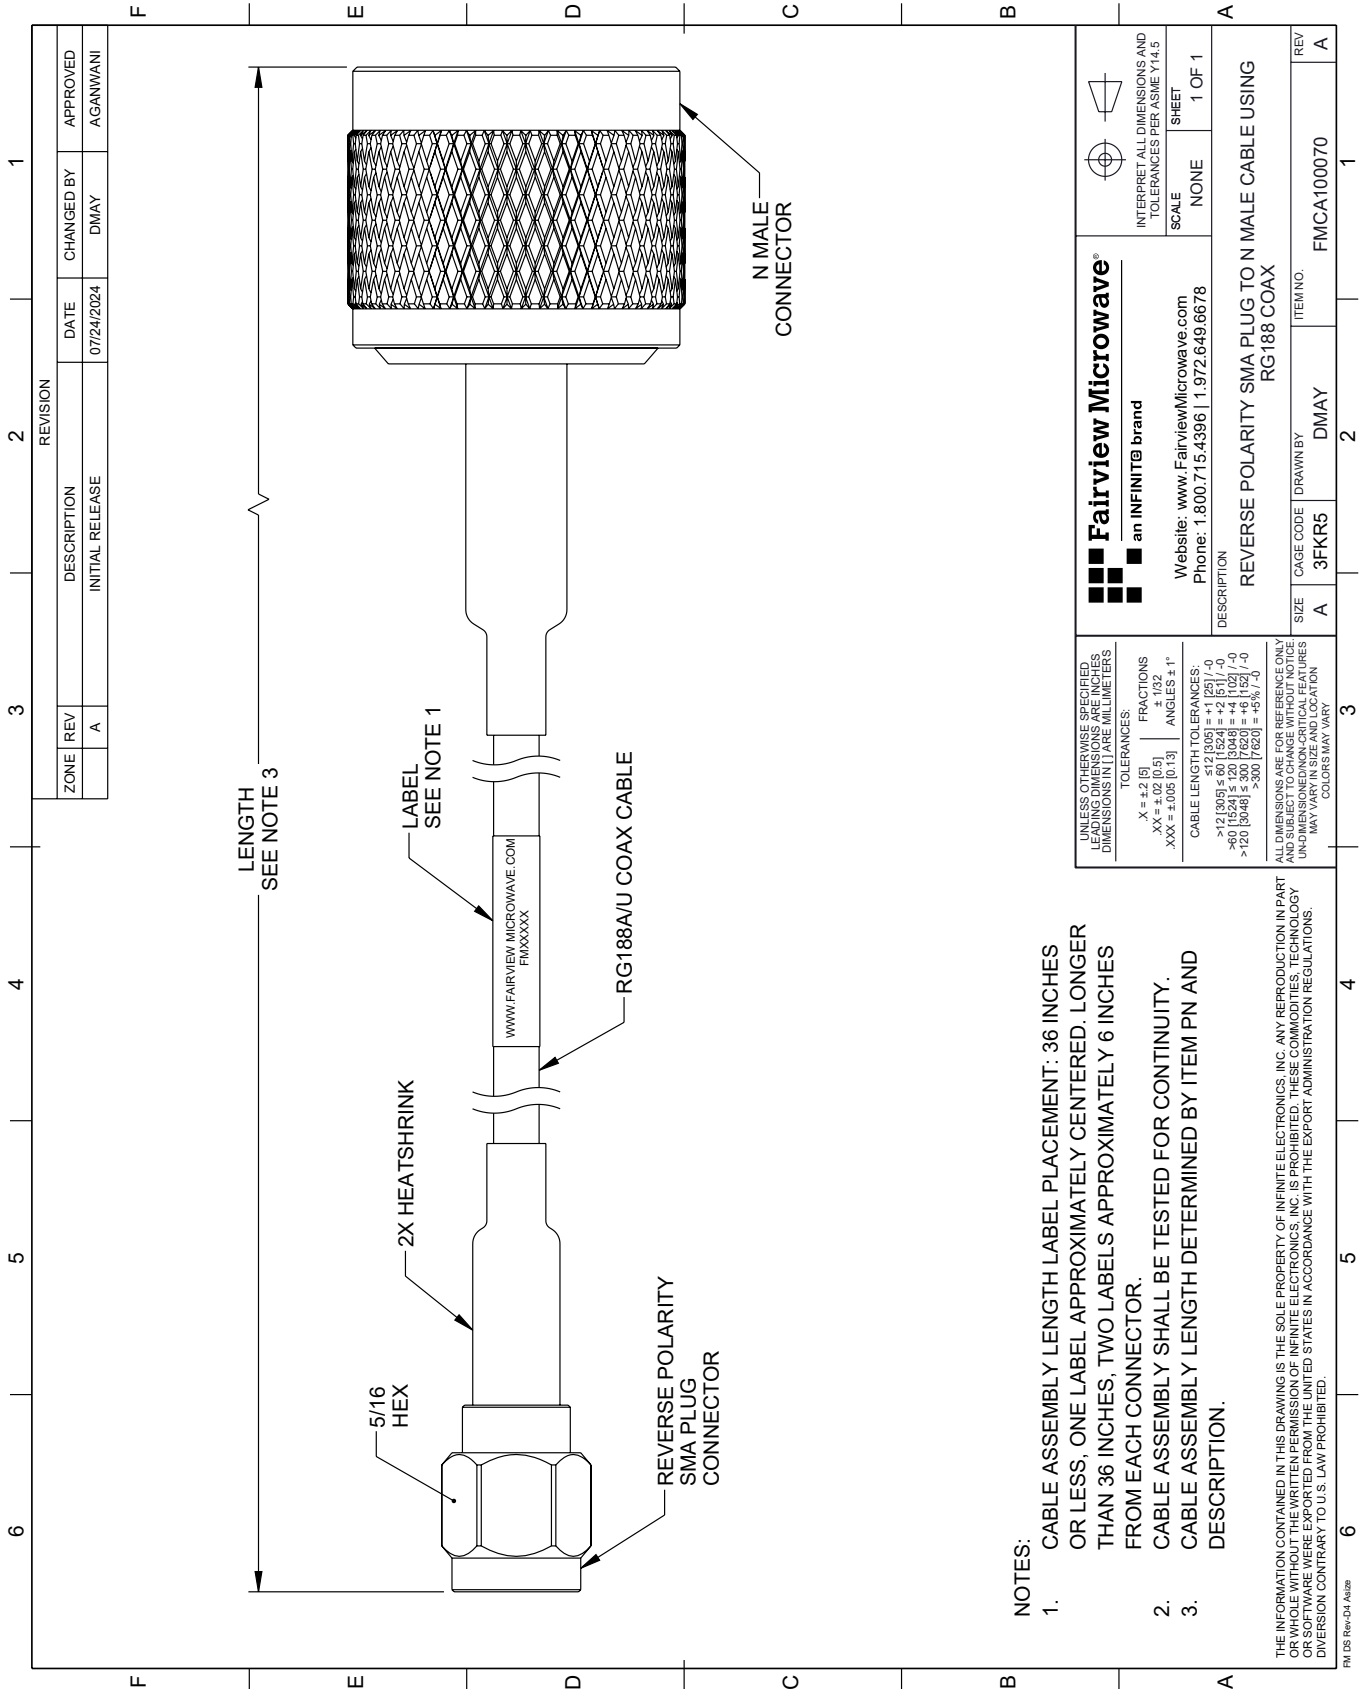 6 5 4 3 2 1
F E D C B A
REVISION
ZONE REV DESCRIPTION DATE CHANGED BY APPROVED
A INITIAL RELEASE 07/24/2024 DMAY AGANWANI
LENGTH
SEE NOTE 3
5/16
HEX
2X HEATSHRINK
LABEL
SEE NOTE 1
WWW.FAIRVIEW MICROWAVE.COM
FMXXXXX
RG188A/U COAX CABLE
REVERSE POLARITY
SMA PLUG
CONNECTOR
N MALE
CONNECTOR
NOTES:
1. CABLE ASSEMBLY LENGTH LABEL PLACEMENT: 36 INCHES
OR LESS, ONE LABEL APPROXIMATELY CENTERED. LONGER
THAN 36 INCHES, TWO LABELS APPROXIMATELY 6 INCHES
FROM EACH CONNECTOR.
2. CABLE ASSEMBLY SHALL BE TESTED FOR CONTINUITY.
3. CABLE ASSEMBLY LENGTH DETERMINED BY ITEM PN AND
DESCRIPTION.
THE INFORMATION CONTAINED IN THIS DRAWING IS THE SOLE PROPERTY OF INFINITE ELECTRONICS, INC. ANY REPRODUCTION IN PART
OR WHOLE WITHOUT THE WRITTEN PERMISSION OF INFINITE ELECTRONICS, INC. IS PROHIBITED. THESE COMMODITIES, TECHNOLOGY
OR SOFTWARE WERE EXPORTED FROM THE UNITED STATES IN ACCORDANCE WITH THE EXPORT ADMINISTRATION REGULATIONS.
DIVERSION CONTRARY TO U.S. LAW PROHIBITED.
UNLESS OTHERWISE SPECIFIED
LEADING DIMENSIONS ARE INCHES
DIMENSIONS IN [ ] ARE MILLIMETERS
TOLERANCES:
.X = ±.2 [5]
.XX = ±.02 [0.5]
.XXX = ±.005 [0.13]
FRACTIONS
± 1/32
ANGLES ± 1°
CABLE LENGTH TOLERANCES:
≤12 [305] = +1 [25] / -0
>12 [305] ≤ 60 [1524] = +2 [51] / -0
>60 [1524] ≤ 120 [3048] = +4 [102] / -0
>120 [3048] ≤ 300 [7620] = +6 [152] / -0
>300 [7620] = +5% / -0
ALL DIMENSIONS ARE FOR REFERENCE ONLY
AND SUBJECT TO CHANGE WITHOUT NOTICE.
UN-DIMENSIONED/NON-CRITICAL FEATURES
MAY VARY IN SIZE AND LOCATION
COLORS MAY VARY
Fairview Microwave®
an INFINIT@ brand
Website: www.FairviewMicrowave.com
Phone: 1.800.715.4396 | 1.972.649.6678
INTERPRET ALL DIMENSIONS AND
TOLERANCES PER ASME Y14.5
SCALE NONE
SHEET 1 OF 1
DESCRIPTION
REVERSE POLARITY SMA PLUG TO N MALE CABLE USING
RG188 COAX
SIZE CAGE CODE DRAWN BY ITEM NO. REV
A 3FKR5 DMAY FMCA100070 A
F E D C B A
6 5 4 3 2 1
FM DS Rev-D4 Asize